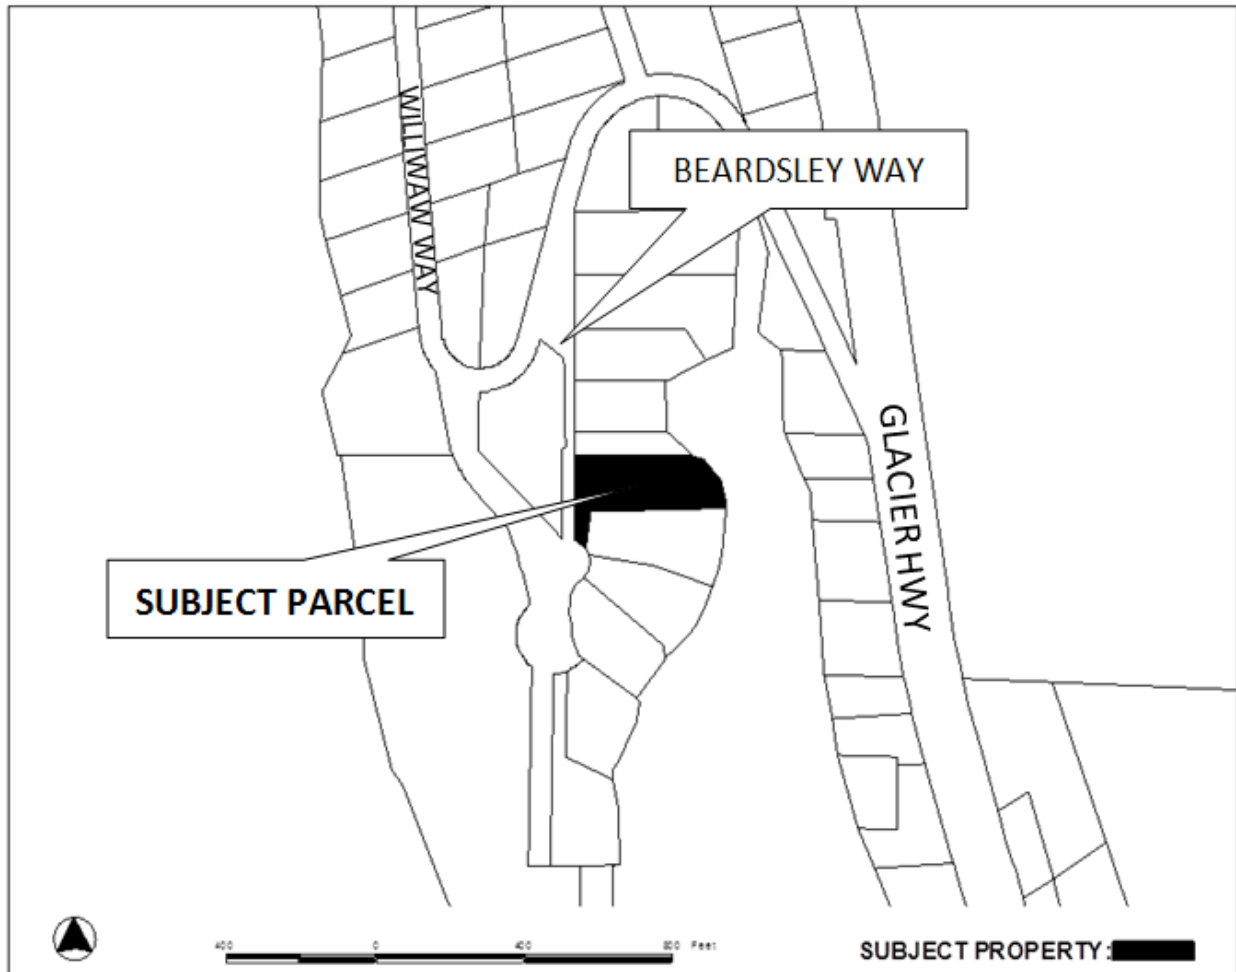 WILLIWAW WAY
BEARDSLEY WAY
GLACIER HWY
SUBJECT PARCEL
400 0 400 800 Feet
SUBJECT PROPERTY: